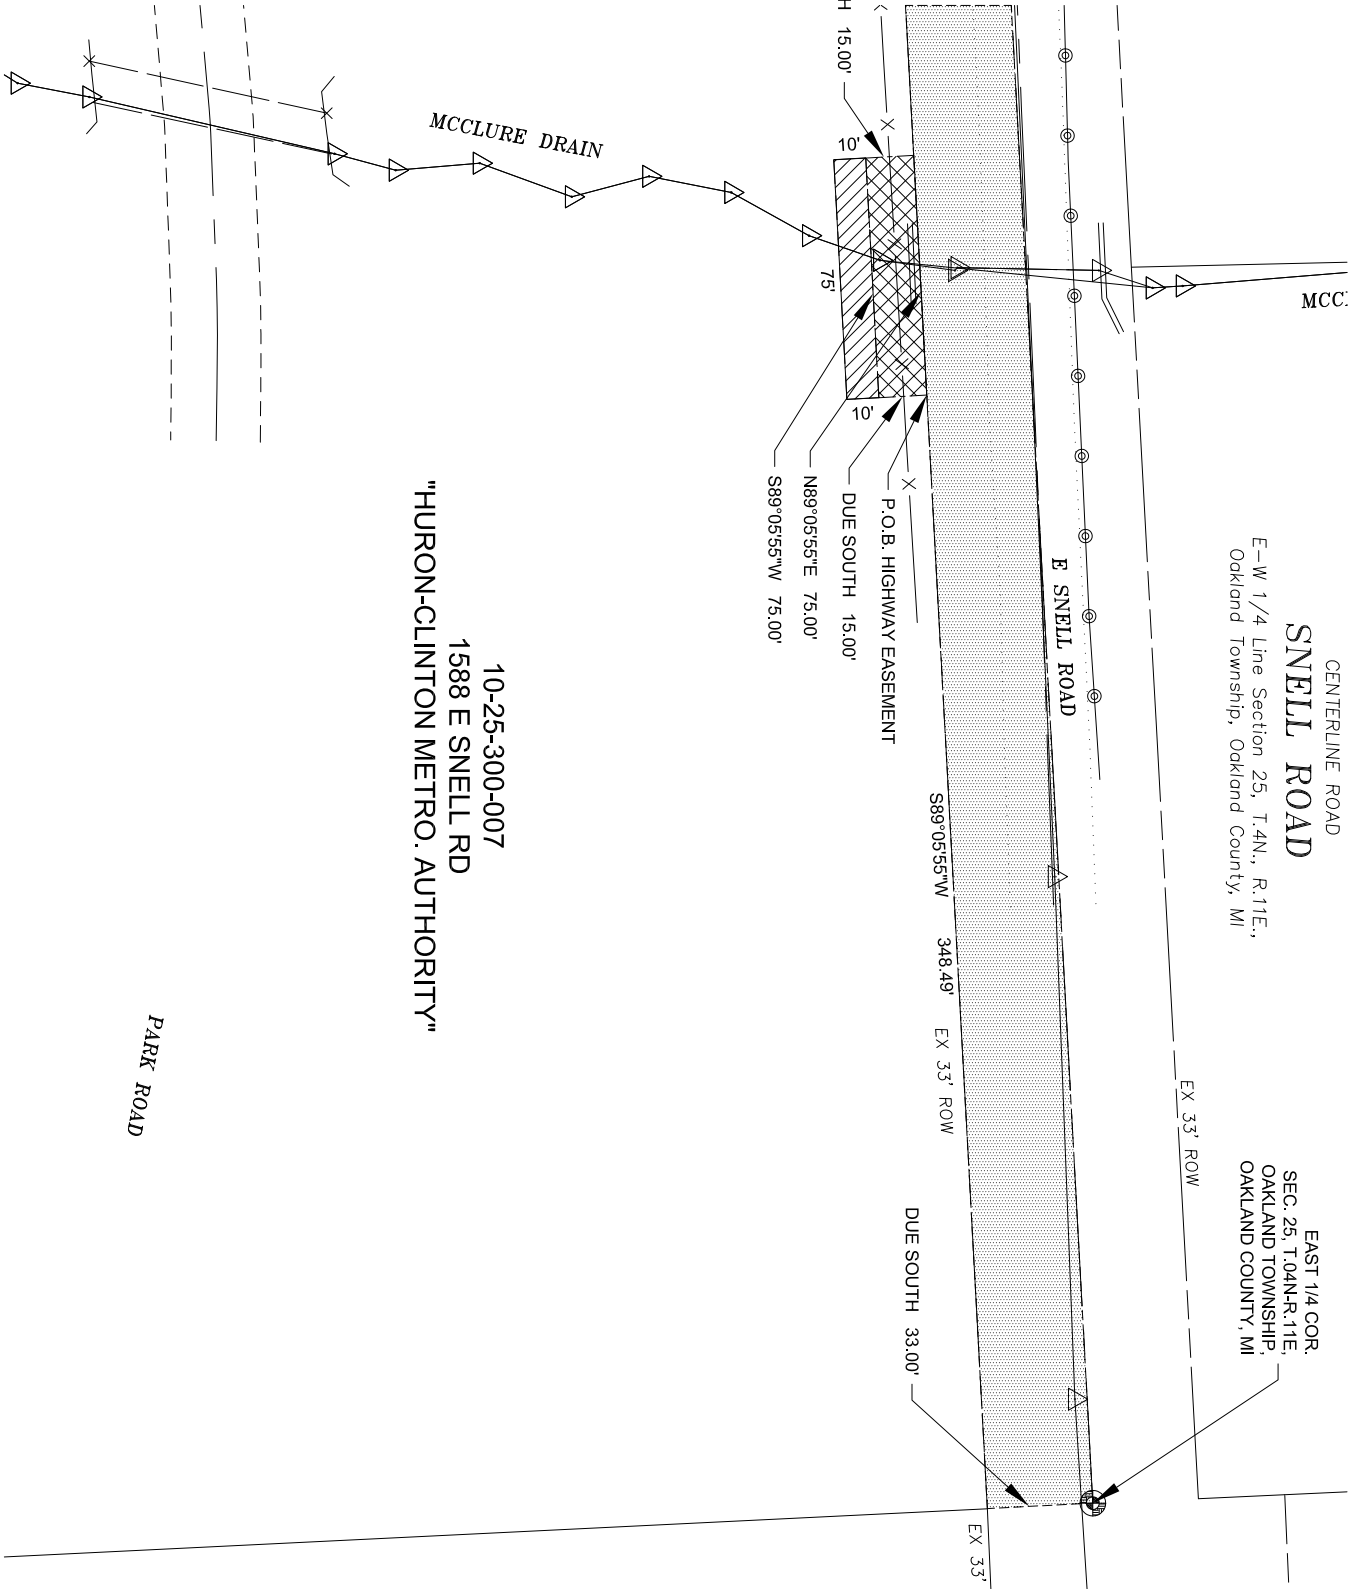 CENTERLINE ROAD
SNELL ROAD
E-W 1/4 Line Section 25, T.4N., R.11E.,
Oakland Township, Oakland County, MI
EAST 1/4 COR.
SEC. 25, T.04N-R.11E,
OAKLAND TOWNSHIP,
OAKLAND COUNTY, MI
EX 33' ROW
E SNELL ROAD
S89°05'55"W 348.49' EX 33' ROW
EX 33'
DUE SOUTH 33.00'
15.00'
10'
75'
10'
P.O.B. HIGHWAY EASEMENT
DUE SOUTH 15.00'
N89°05'55"E 75.00'
S89°05'55"W 75.00'
MCCLURE DRAIN
10-25-300-007
1588 E SNELL RD
"HURON-CLINTON METRO. AUTHORITY"
PARK ROAD